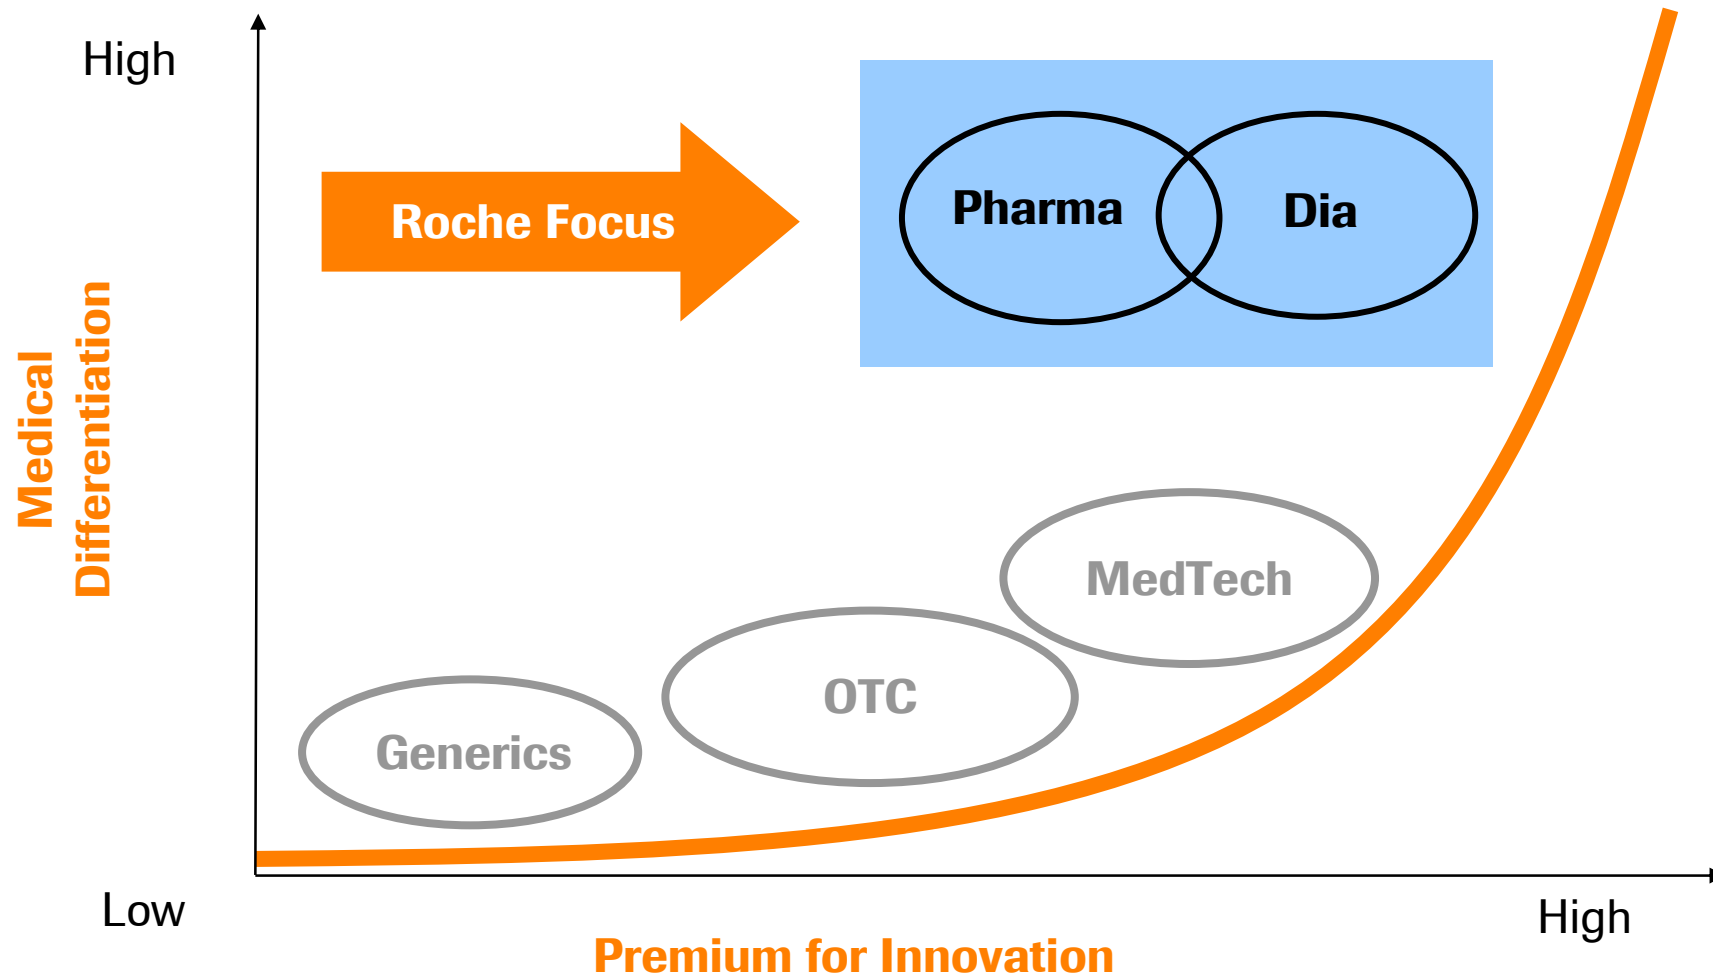 High
Roche Focus
Pharma
Dia
Medical
Differentiation
MedTech
OTC
Generics
Low
High
Premium for Innovation